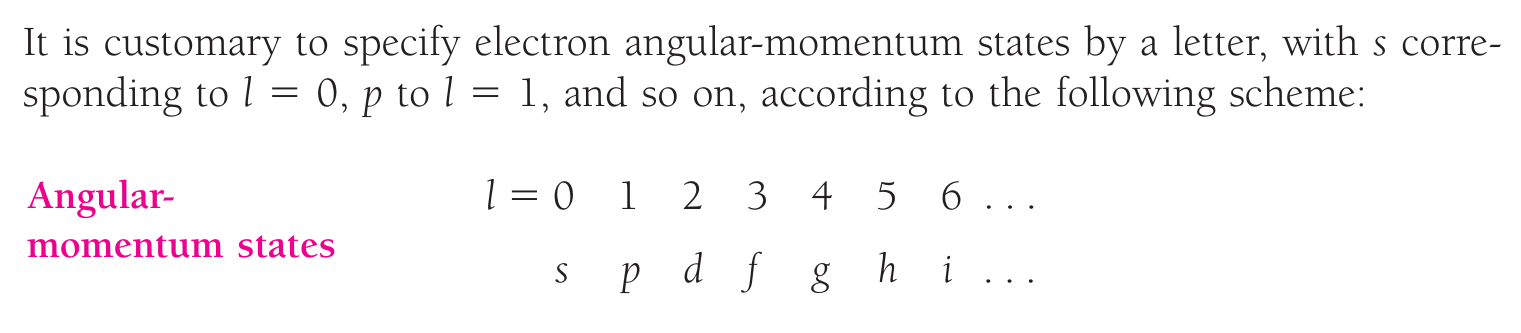 It is customary to specify electron angular-momentum states by a letter, with s corre-
sponding to l = 0, p to l = 1, and so on, according to the following scheme:
Angular-
momentum states
l = 0 1 2 3 4 5 6 . . .
s p d f g h i . . .